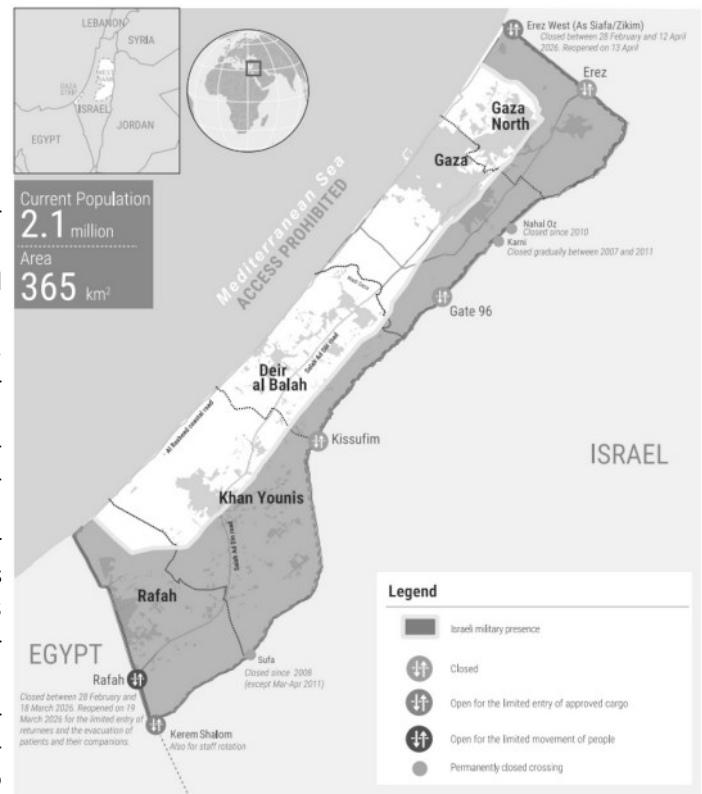 LEBANON
SYRIA
WEST
BANK
GAZA
STRIP
ISRAEL
JORDAN
EGYPT
Current Population
2.1 million
Area
365 km²
Mediterranean Sea
ACCESS PROHIBITED
Erez West (As Siafa/Zikim)
Closed between 28 February and 12 April
2026. Reopened on 13 April
Erez
Gaza
North
Gaza
Nahal Oz
Closed since 2010
Karni
Closed gradually between 2007 and 2011
Wadi Gaza
Gate 96
Deir
al Balah
Salah Ad Din road
Al Rasheed coastal road
Kissufim
ISRAEL
Khan Younis
Salah Ad Din road
Rafah
EGYPT
Rafah
Closed between 28 February and
18 March 2026. Reopened on 19
March 2026 for the limited entry of
returnees and the evacuation of
patients and their companions.
Sufa
Closed since 2008
(except Mar-Apr 2011)
Kerem Shalom
Also for staff rotation
Legend
Israeli military presence
Closed
Open for the limited entry of approved cargo
Open for the limited movement of people
Permanently closed crossing